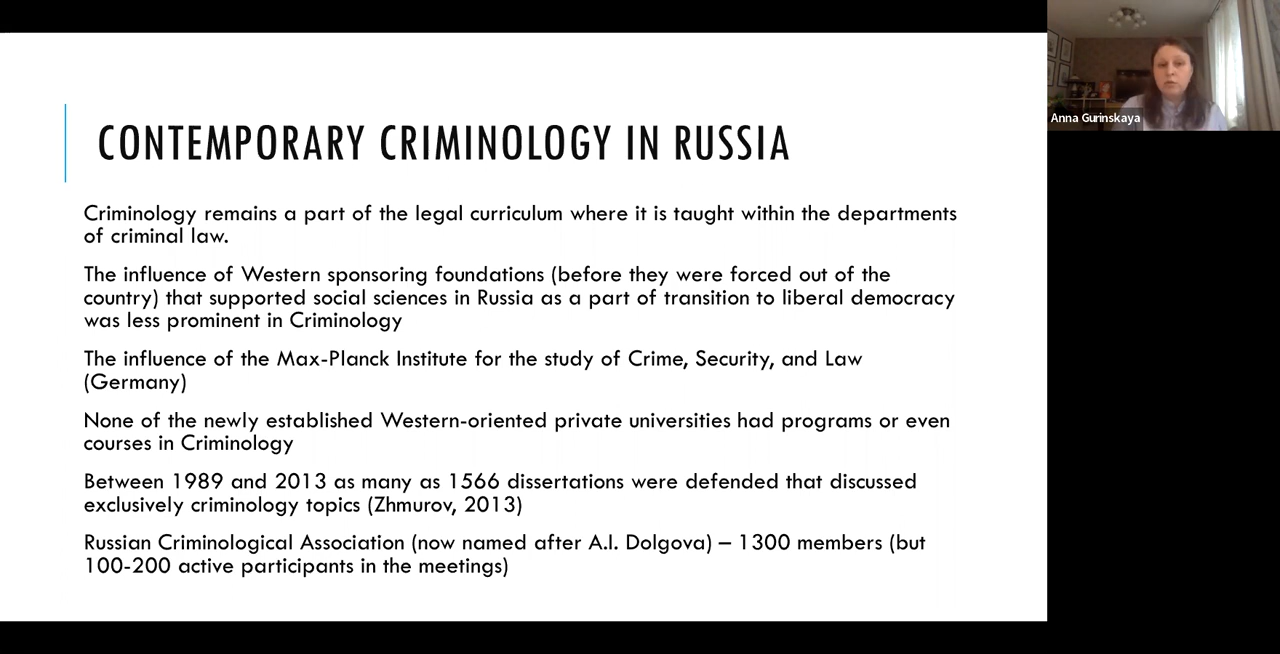 CONTEMPORARY CRIMINOLOGY IN RUSSIA
Criminology remains a part of the legal curriculum where it is taught within the departments
of criminal law.
The influence of Western sponsoring foundations (before they were forced out of the
country) that supported social sciences in Russia as a part of transition to liberal democracy
was less prominent in Criminology
The influence of the Max-Planck Institute for the study of Crime, Security, and Law
(Germany)
None of the newly established Western-oriented private universities had programs or even
courses in Criminology
Between 1989 and 2013 as many as 1566 dissertations were defended that discussed
exclusively criminology topics (Zhmurov, 2013)
Russian Criminological Association (now named after A.I. Dolgova) – 1300 members (but
100-200 active participants in the meetings)
Anna Gurinskaya